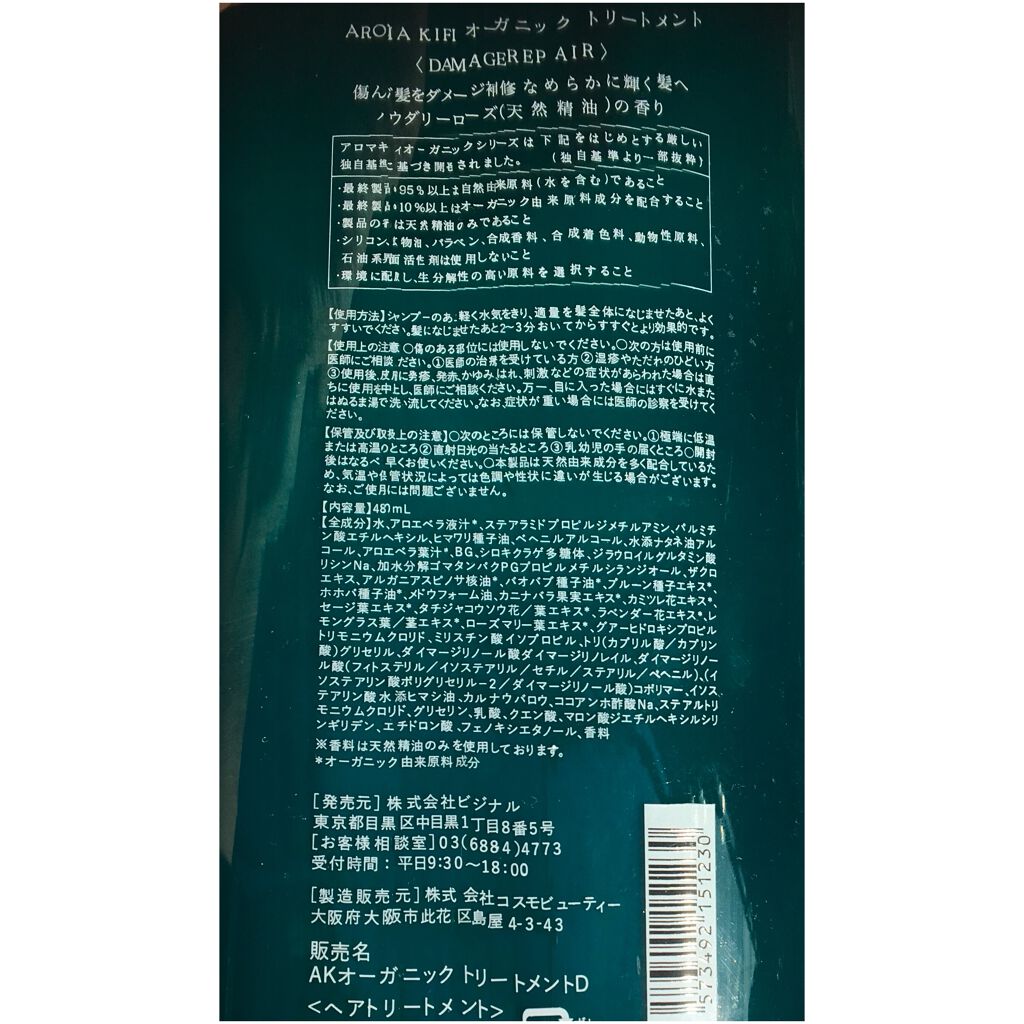 AROMA KIFI オーガニック トリートメント
〈DAMAGEREPAIR〉
傷んだ髪をダメージ補修 なめらかに輝く髪へ
パウダリーローズ(天然精油)の香り
アロマキフィオーガニックシリーズは下記をはじめとする厳しい
独自基準に基づき開発されました。 (独自基準より一部抜粋)
・最終製品の95%以上は自然由来原料(水を含む)であること
・最終製品の10%以上はオーガニック由来原料成分を配合すること
・製品の香りは天然精油のみであること
・シリコン、鉱物油、パラベン、合成香料、合成着色料、動物性原料、
石油系界面活性剤は使用しないこと
・環境に配慮し、生分解性の高い原料を選択すること
【使用方法】シャンプーのあと、軽く水気をきり、適量を髪全体になじませたあと、よく
すすいでください。髪になじませたあと2~3分おいてからすすぐとより効果的です。
【使用上の注意】○傷のある部位には使用しないでください。○次の方は使用前に
医師にご相談ください。①医師の治療を受けている方②湿疹やただれのひどい方
③使用後、皮膚に発疹、発赤、かゆみ、はれ、刺激などの症状があらわれた場合は直
ちに使用を中止し、医師にご相談ください。万一、目に入った場合にはすぐに水また
はぬるま湯で洗い流してください。なお、症状が重い場合には医師の診察を受けてく
ださい。
【保管及び取扱上の注意】○次のところには保管しないでください。①極端に低温
または高温のところ②直射日光の当たるところ③乳幼児の手の届くところ○開封
後はなるべく早くお使いください。○本製品は天然由来成分を多く配合しているた
め、気温や保管状況によっては色調や性状に違いが生じる場合がございます。
なお、ご使用には問題ございません。
【内容量】480mL
【全成分】水、アロエベラ液汁*、ステアラミドプロピルジメチルアミン、パルミチ
ン酸エチルヘキシル、ヒマワリ種子油、ベヘニルアルコール、水添ナタネ油アル
コール、アロエベラ葉汁*、BG、シロキクラゲ多糖体、ジラウロイルグルタミン酸
リシンNa、加水分解ゴマタンパクPGプロピルメチルシランジオール、ザクロ
エキス、アルガニアスピノサ核油*、バオバブ種子油*、プルーン種子エキス*、
ホホバ種子油*、メドウフォーム油、カニナバラ果実エキス*、カミツレ花エキス*、
セージ葉エキス*、タチジャコウソウ花/葉エキス*、ラベンダー花エキス*、レ
モングラス葉/茎エキス*、ローズマリー葉エキス*、グアーヒドロキシプロピル
トリモニウムクロリド、ミリスチン酸イソプロピル、トリ(カプリル酸/カプリン
酸)グリセリル、ダイマージリノール酸ダイマージリノレイル、ダイマージリノー
ル酸(フィトステリル/イソステアリル/セチル/ステアリル/ベヘニル)、(イ
ソステアリン酸ポリグリセリル-2/ダイマージリノール酸)コポリマー、イソス
テアリン酸水添ヒマシ油、カルナウバロウ、ココアンホ酢酸Na、ステアルトリ
モニウムクロリド、グリセリン、乳酸、クエン酸、マロン酸ジエチルヘキシルシリ
ンギリデン、エチドロン酸、フェノキシエタノール、香料
※香料は天然精油のみを使用しております。
*オーガニック由来原料成分
[発売元]株式会社ビジナル
東京都目黒区中目黒1丁目8番5号
[お客様相談室]03(6884)4773
受付時間:平日9:30~18:00
[製造販売元]株式会社コスモビューティー
大阪府大阪市此花区島屋4-3-43
販売名
AKオーガニック トリートメントD
<ヘアトリートメント>
573492 151230